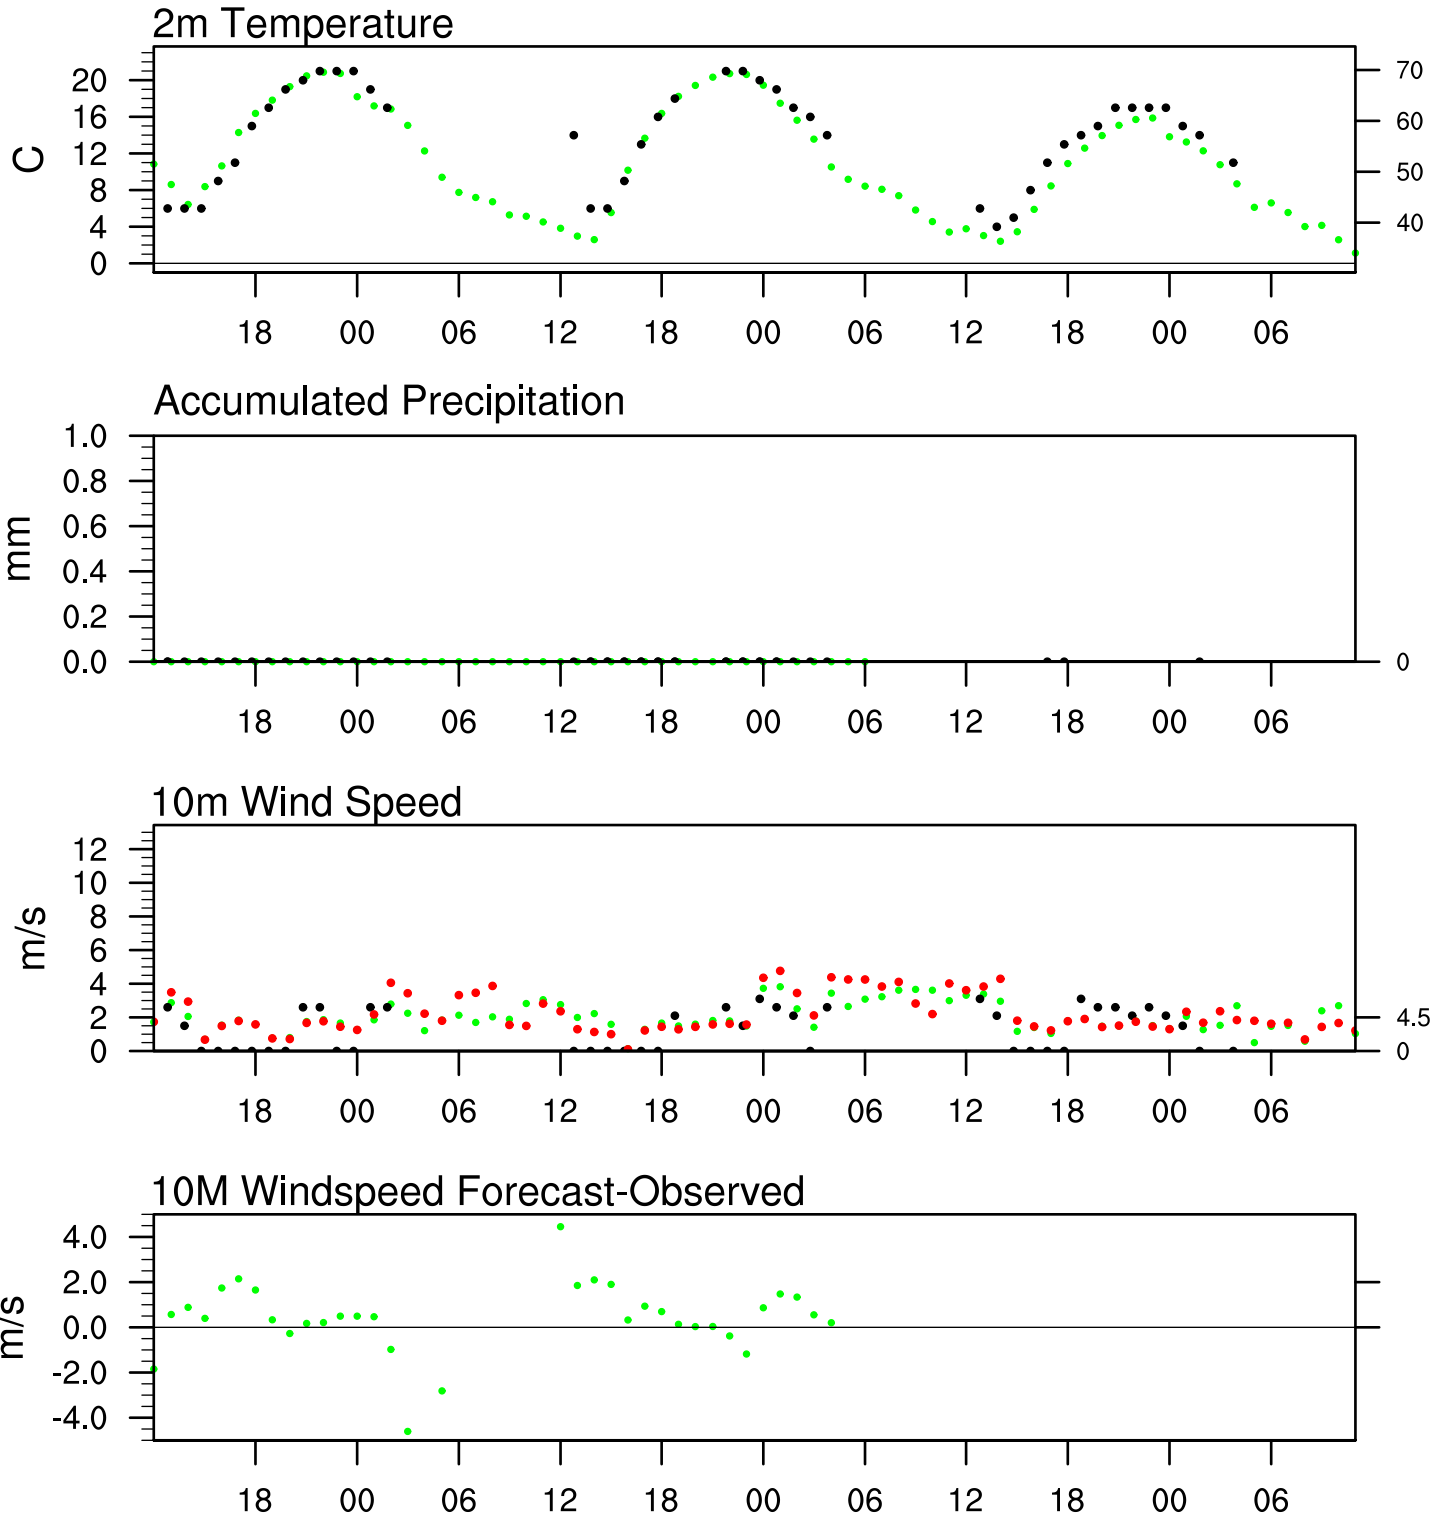 2m Temperature
20
16
12
8
4
0
C
70
60
50
40
18 00 06 12 18 00 06 12 18 00 06
Accumulated Precipitation
1.0
0.8
0.6
0.4
0.2
0.0
mm
0
18 00 06 12 18 00 06 12 18 00 06
10m Wind Speed
12
10
8
6
4
2
0
m/s
4.5
0
18 00 06 12 18 00 06 12 18 00 06
10M Windspeed Forecast-Observed
4.0
2.0
0.0
-2.0
-4.0
m/s
18 00 06 12 18 00 06 12 18 00 06